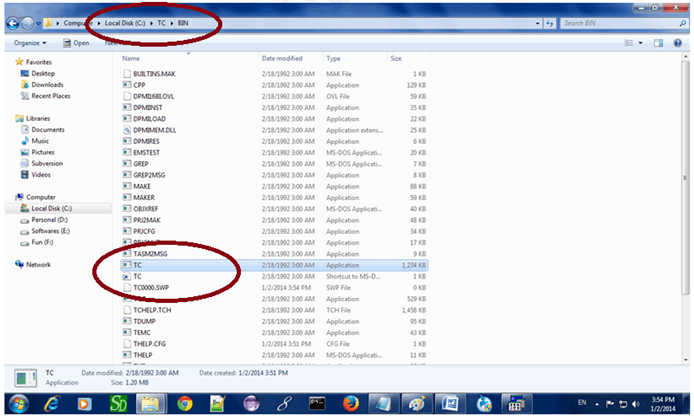 Computer ▸ Local Disk (C:) ▸ TC ▸ BIN
Search BIN
Organize Open
Name Date modified Type Size
Favorites
Desktop
Downloads
Recent Places
Libraries
Documents
Music
Pictures
Subversion
Videos
Computer
Local Disk (C:)
Personal (D:)
Softwares (E:)
Fun (F:)
Network
BUILTINS.MAK 2/18/1992 3:00 AM MAK File 1 KB
CPP 2/18/1992 3:00 AM Application 129 KB
DPMI16BI.OVL 2/18/1992 3:00 AM OVL File 59 KB
DPMIINST 2/18/1992 3:00 AM Application 35 KB
DPMILOAD 2/18/1992 3:00 AM Application 22 KB
DPMIMEM.DLL 2/18/1992 3:00 AM Application extens... 25 KB
DPMIRES 2/18/1992 3:00 AM Application 6 KB
EMSTEST 2/18/1992 3:00 AM MS-DOS Applicati... 20 KB
GREP 2/18/1992 3:00 AM MS-DOS Applicati... 7 KB
GREP2MSG 2/18/1992 3:00 AM Application 8 KB
MAKE 2/18/1992 3:00 AM Application 88 KB
MAKER 2/18/1992 3:00 AM Application 59 KB
OBJXREF 2/18/1992 3:00 AM MS-DOS Applicati... 40 KB
PRJ2MAK 2/18/1992 3:00 AM Application 48 KB
PRJCFG 2/18/1992 3:00 AM Application 34 KB
2/18/1992 3:00 AM Application 17 KB
TASM2MSG 2/18/1992 3:00 AM Application 9 KB
TC 2/18/1992 3:00 AM Application 1,234 KB
TC 2/18/1992 3:00 AM Shortcut to MS-D... 1 KB
TC0000.SWP 1/2/2014 3:54 PM SWP File 0 KB
2/18/1992 3:00 AM Application 529 KB
TCHELP.TCH 2/18/1992 3:00 AM TCH File 1,458 KB
TDUMP 2/18/1992 3:00 AM Application 95 KB
TEMC 2/18/1992 3:00 AM Application 43 KB
THELP.CFG 1/2/2014 3:51 PM CFG File 1 KB
THELP 2/18/1992 3:00 AM MS-DOS Applicati... 11 KB
TC Date modified: 2/18/1992 3:00 AM Date created: 1/2/2014 3:51 PM
Application Size: 1.20 MB
EN 3:54 PM
1/2/2014